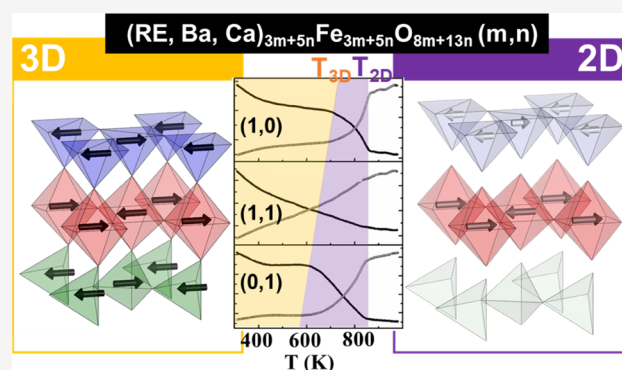 (RE, Ba, Ca)3m+5nFe3m+5nO8m+13n (m,n)
3D
T3D T2D
2D
(1,0)
(1,1)
(0,1)
400 600 800
T (K)